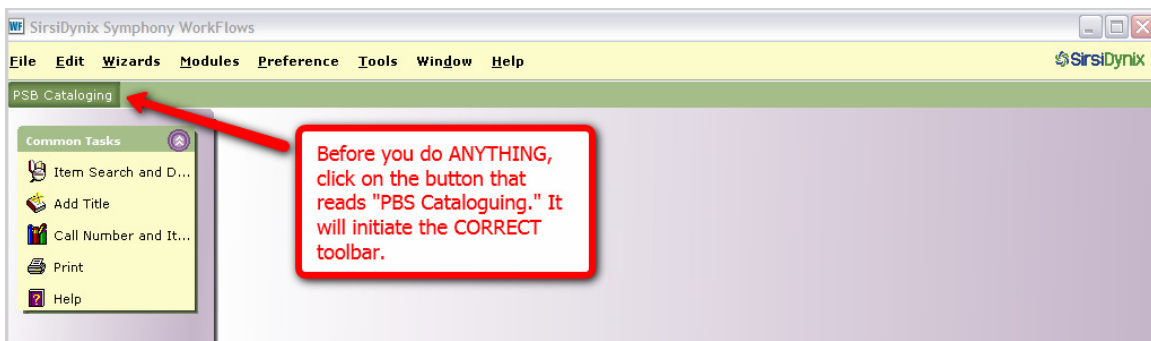 WF SirsiDynix Symphony WorkFlows
File Edit Wizards Modules Preference Tools Window Help
SirsiDynix
PSB Cataloging
Common Tasks
Item Search and D...
Add Title
Call Number and It...
Print
Help
Before you do ANYTHING,
click on the button that
reads "PBS Cataloguing." It
will initiate the CORRECT
toolbar.